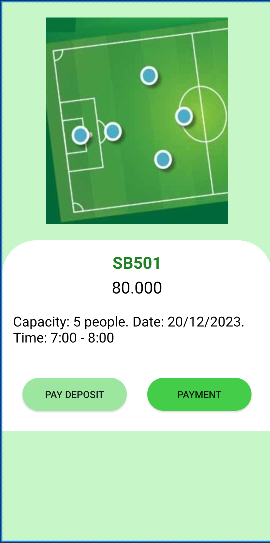 SB501
80.000
Capacity: 5 people. Date: 20/12/2023.
Time: 7:00 - 8:00
PAY DEPOSIT
PAYMENT